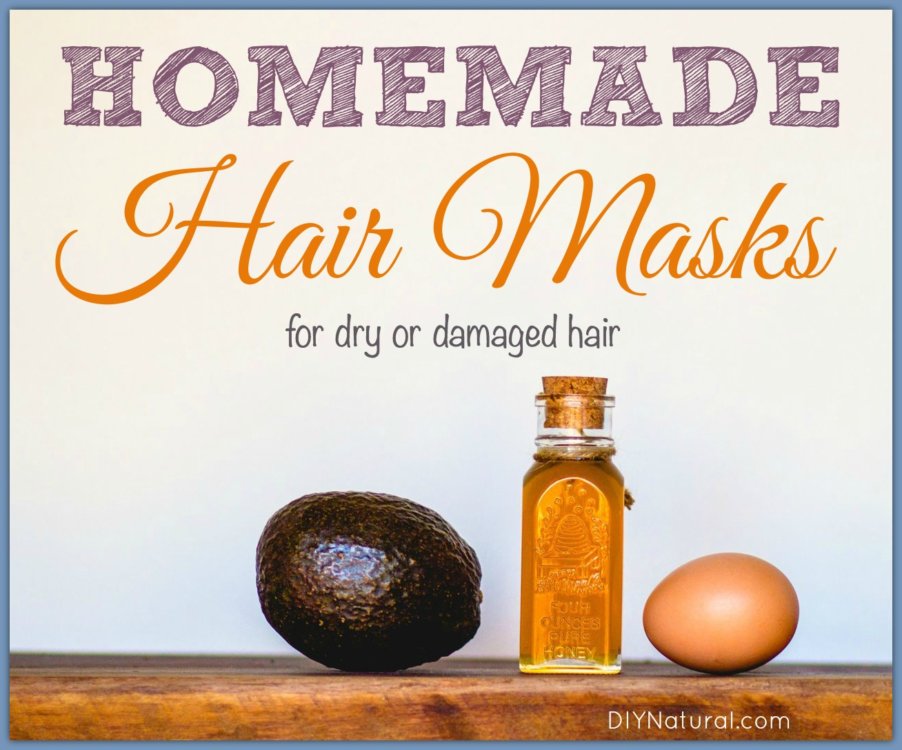 HOMEMADE
Hair Masks
for dry or damaged hair
FOUR
OUNCES
PURE
HONEY
DIYNatural.com